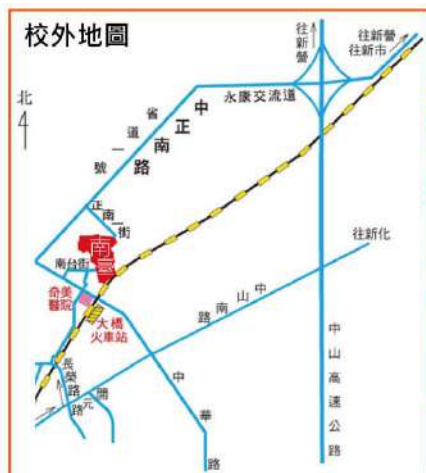 校外地圖
往新營
往新營
往新市
北
永康交流道
中正南路
省道一號
正南一街
南臺
南台街
往新化
奇美
醫院
大橋
火車站
中山南路
中山高速公路
長榮路
開元路
中華路